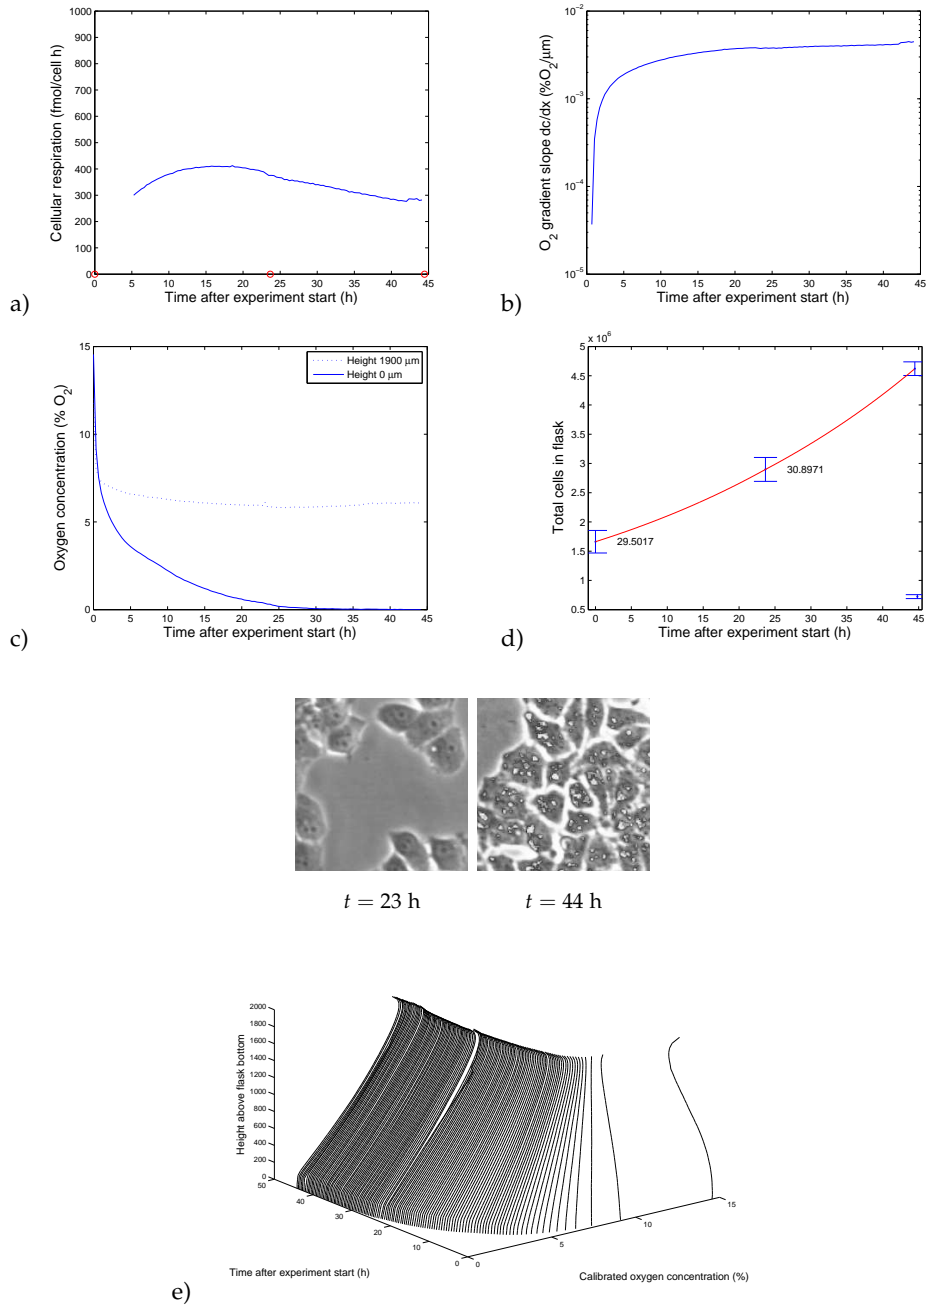 1000
900
800
700
600
500
400
300
200
100
0
Cellular respiration (fmol/cell h)
0 5 10 15 20 25 30 35 40 45
Time after experiment start (h)
a)
10⁻²
10⁻³
10⁻⁴
10⁻⁵
O₂ gradient slope dc/dx (%O₂/μm)
0 5 10 15 20 25 30 35 40 45
Time after experiment start (h)
b)
15
10
5
0
Oxygen concentration (% O₂)
Height 1900 μm
Height 0 μm
0 5 10 15 20 25 30 35 40 45
Time after experiment start (h)
c)
x 10⁶
5
4.5
4
3.5
3
2.5
2
1.5
1
0.5
Total cells in flask
30.8971
29.5017
0 5 10 15 20 25 30 35 40 45
Time after experiment start (h)
d)
t = 23 h
t = 44 h
2000
1800
1600
1400
1200
1000
800
600
400
200
0
Height above flask bottom
50
40
30
20
10
0
0
5
10
15
Time after experiment start (h)
Calibrated oxygen concentration (%)
e)